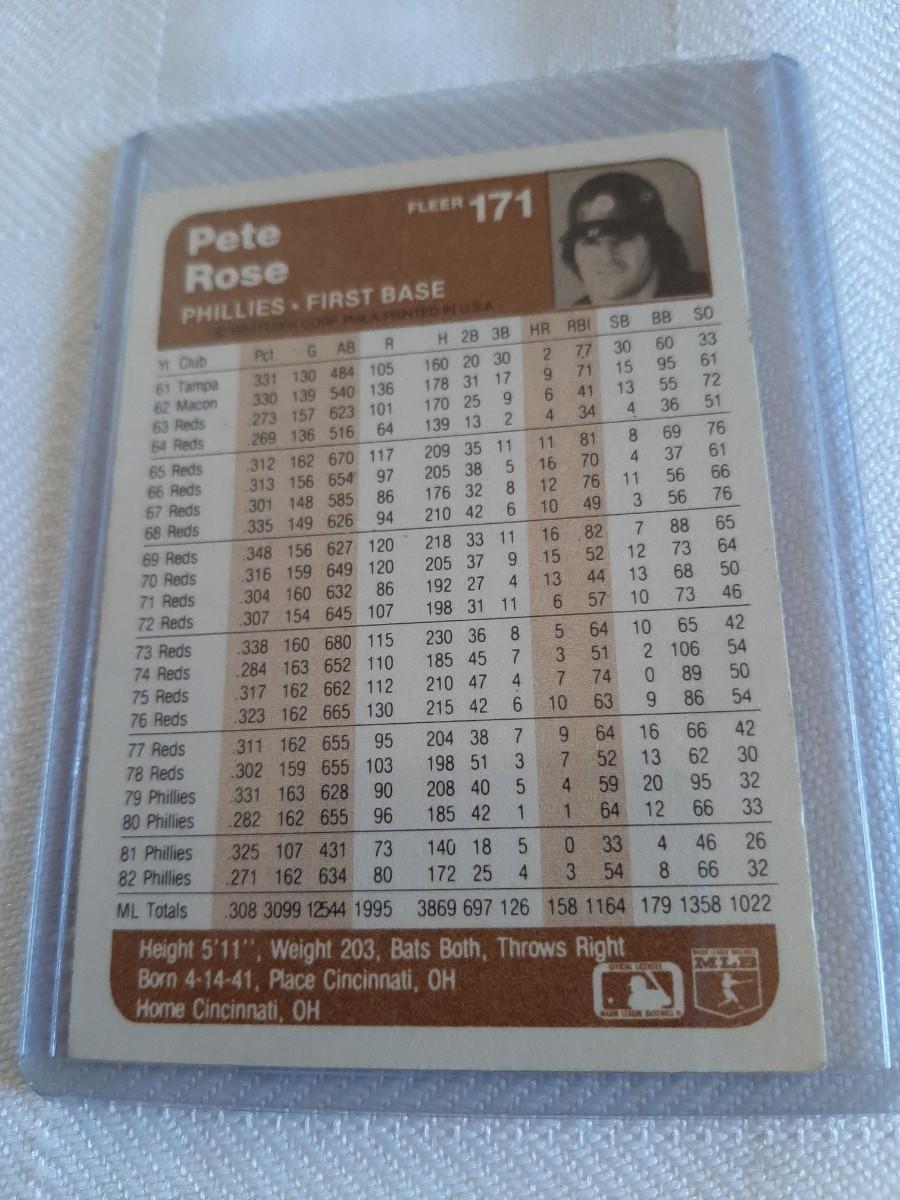 FLEER 171
Pete
Rose
PHILLIES • FIRST BASE
© 1983 FLEER CORP. PHILA. PRINTED IN U.S.A.
Yr Club Pct. G AB R H 2B 3B HR RBI SB BB SO
61 Tampa .331 130 484 105 160 20 30 2 77 30 60 33
62 Macon .330 139 540 136 178 31 17 9 71 15 95 61
63 Reds .273 157 623 101 170 25 9 6 41 13 55 72
64 Reds .269 136 516 64 139 13 2 4 34 4 36 51
65 Reds .312 162 670 117 209 35 11 11 81 8 69 76
66 Reds .313 156 654 97 205 38 5 16 70 4 37 61
67 Reds .301 148 585 86 176 32 8 12 76 11 56 66
68 Reds .335 149 626 94 210 42 6 10 49 3 56 76
69 Reds .348 156 627 120 218 33 11 16 82 7 88 65
70 Reds .316 159 649 120 205 37 9 15 52 12 73 64
71 Reds .304 160 632 86 192 27 4 13 44 13 68 50
72 Reds .307 154 645 107 198 31 11 6 57 10 73 46
73 Reds .338 160 680 115 230 36 8 5 64 10 65 42
74 Reds .284 163 652 110 185 45 7 3 51 2 106 54
75 Reds .317 162 662 112 210 47 4 7 74 0 89 50
76 Reds .323 162 665 130 215 42 6 10 63 9 86 54
77 Reds .311 162 655 95 204 38 7 9 64 16 66 42
78 Reds .302 159 655 103 198 51 3 7 52 13 62 30
79 Phillies .331 163 628 90 208 40 5 4 59 20 95 32
80 Phillies .282 162 655 96 185 42 1 1 64 12 66 33
81 Phillies .325 107 431 73 140 18 5 0 33 4 46 26
82 Phillies .271 162 634 80 172 25 4 3 54 8 66 32
ML Totals .308 3099 12544 1995 3869 697 126 158 1164 179 1358 1022
Height 5'11'', Weight 203, Bats Both, Throws Right
Born 4-14-41, Place Cincinnati, OH
Home Cincinnati, OH
OFFICIAL LICENSEE
MAJOR LEAGUE BASEBALL
MLB